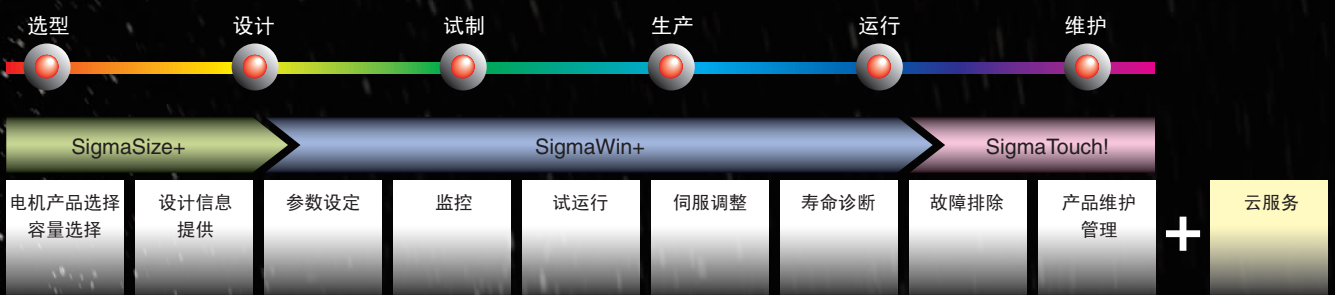 选型 设计 试制 生产 运行 维护
SigmaSize+ SigmaWin+ SigmaTouch!
电机产品选择 设计信息 参数设定 监控 试运行 伺服调整 寿命诊断 故障排除 产品维护 云服务
容量选择 提供 管理
+